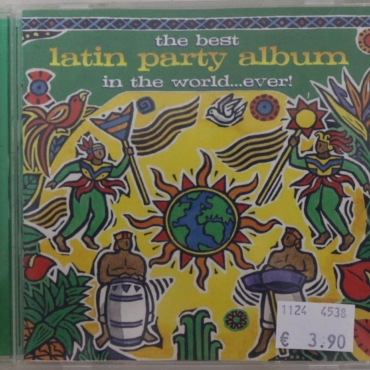 the best
latin party album
in the world...ever!
1124 4538
€ 3.90